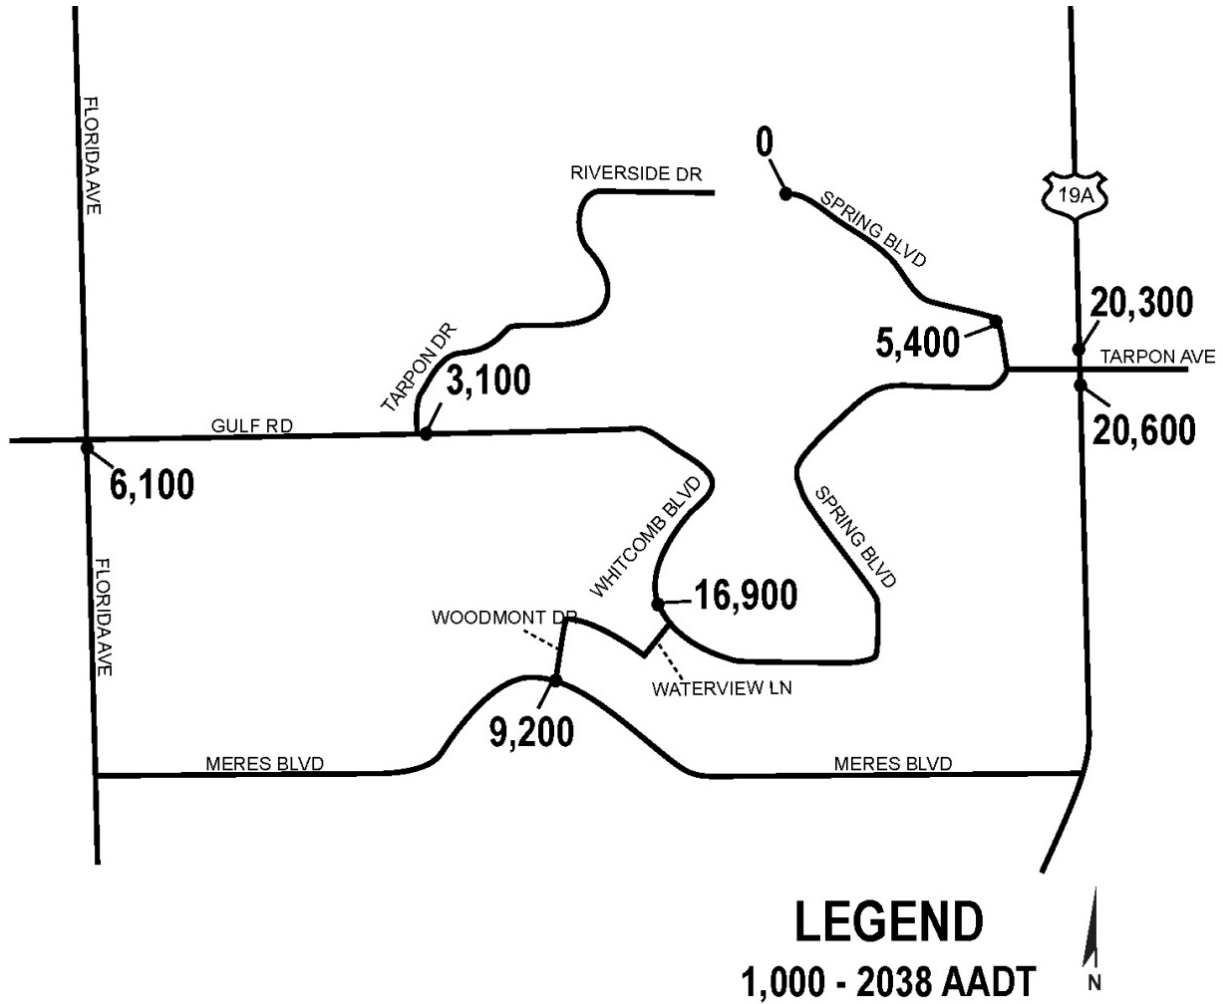 FLORIDA AVE
0
RIVERSIDE DR
SPRING BLVD
19A
20,300
5,400
TARPON AVE
TARPON DR
3,100
20,600
GULF RD
6,100
WHITCOMB BLVD
SPRING BLVD
FLORIDA AVE
16,900
WOODMONT DR
WATERVIEW LN
9,200
MERES BLVD
MERES BLVD
LEGEND
1,000 - 2038 AADT
N